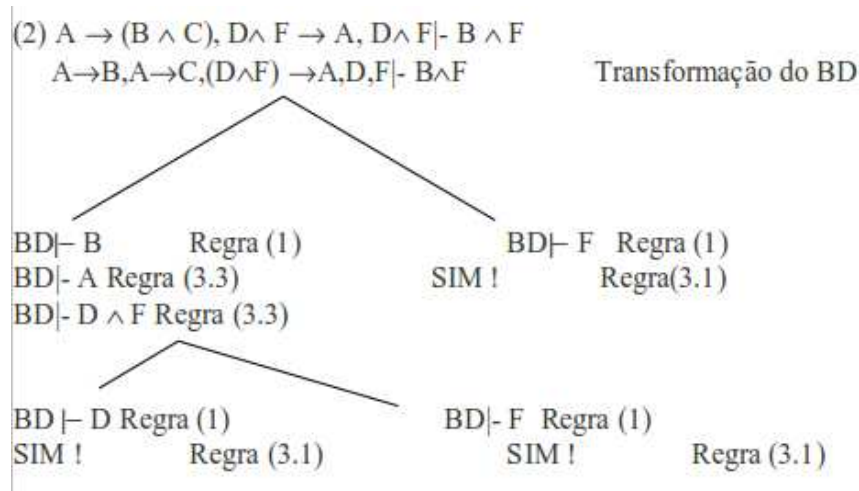 (2) A → (B ∧ C), D∧ F → A, D∧ F|- B ∧ F
A→B,A→C,(D∧F) →A,D,F|- B∧F Transformação do BD
BD|– B Regra (1) BD|– F Regra (1)
BD|- A Regra (3.3) SIM ! Regra(3.1)
BD|- D ∧ F Regra (3.3)
BD |– D Regra (1) BD|- F Regra (1)
SIM ! Regra (3.1) SIM ! Regra (3.1)